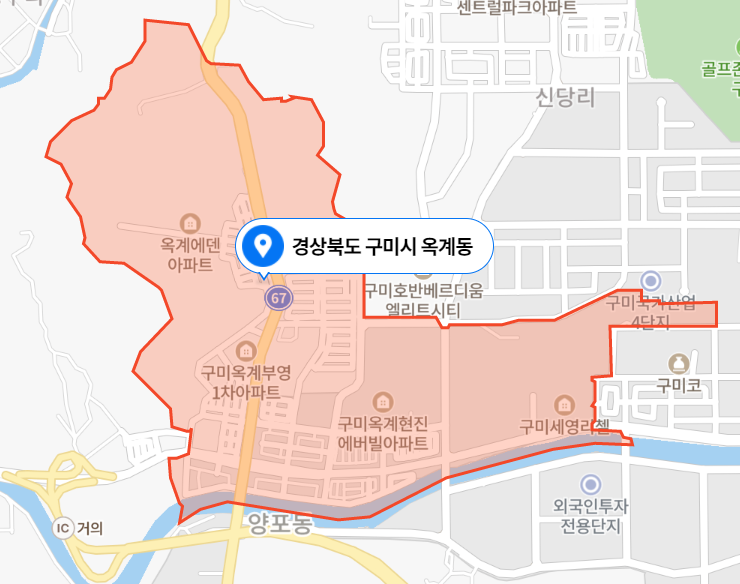 센트럴파크아파트
골프존
구
신당리
옥계에덴
아파트
경상북도 구미시 옥계동
67
구미호반베르디움
엘리트시티
구미국가산업
4단지
구미옥계부영
1차아파트
구미코
구미옥계현진
에버빌아파트
구미세영리첼
외국인투자
전용단지
양포동
IC 거의